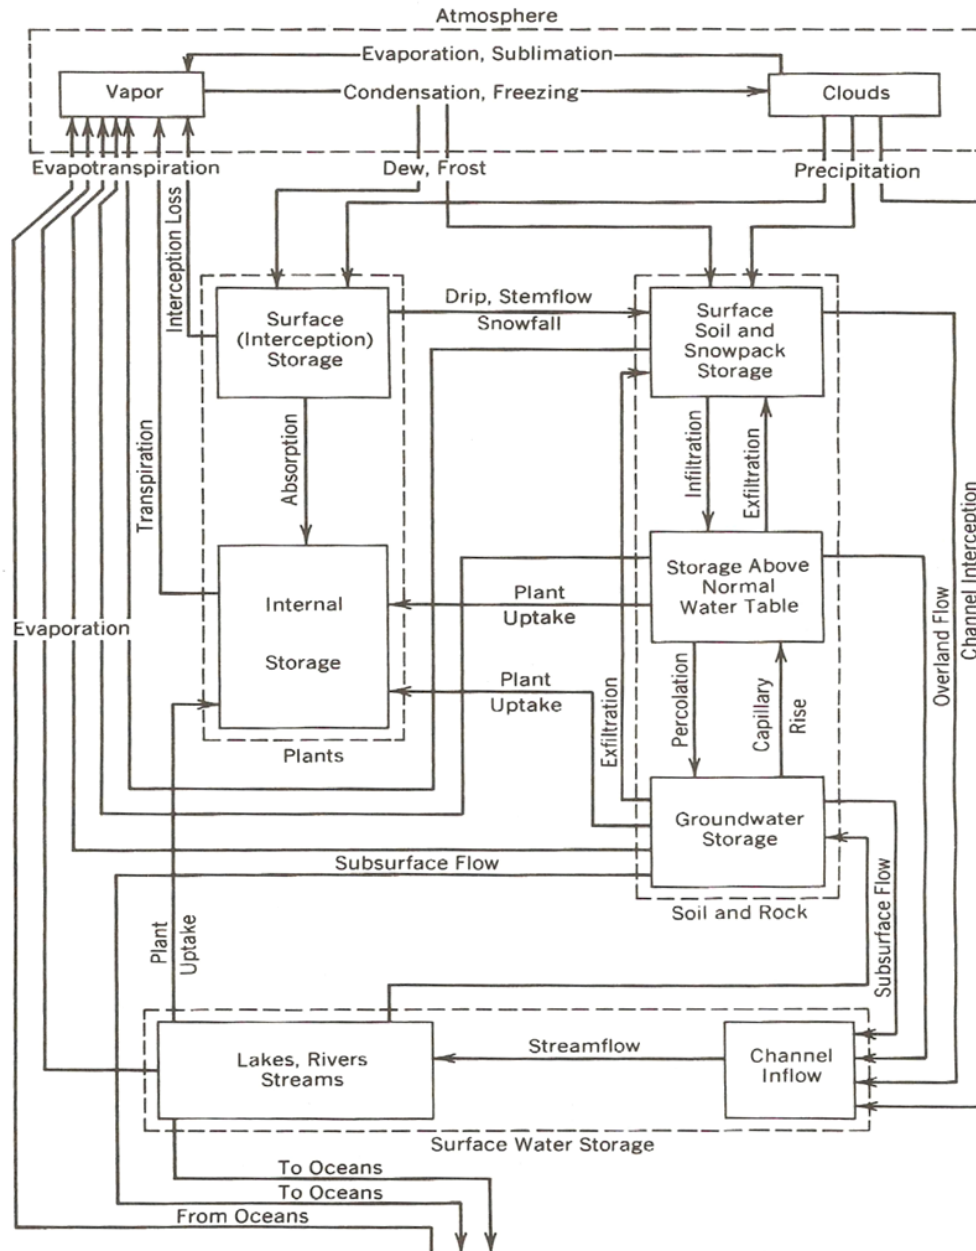 Atmosphere
Evaporation, Sublimation
Vapor
Condensation, Freezing
Clouds
Evapotranspiration
Dew, Frost
Precipitation
Interception Loss
Surface
(Interception)
Storage
Drip, Stemflow
Snowfall
Surface
Soil and
Snowpack
Storage
Transpiration
Absorption
Infiltration
Exfiltration
Channel Interception
Overland Flow
Internal
Storage
Plant
Uptake
Storage Above
Normal
Water Table
Evaporation
Plant
Uptake
Exfiltration
Percolation
Capillary
Rise
Plants
Groundwater
Storage
Subsurface Flow
Soil and Rock
Subsurface Flow
Plant
Uptake
Lakes, Rivers
Streams
Streamflow
Channel
Inflow
Surface Water Storage
To Oceans
To Oceans
From Oceans